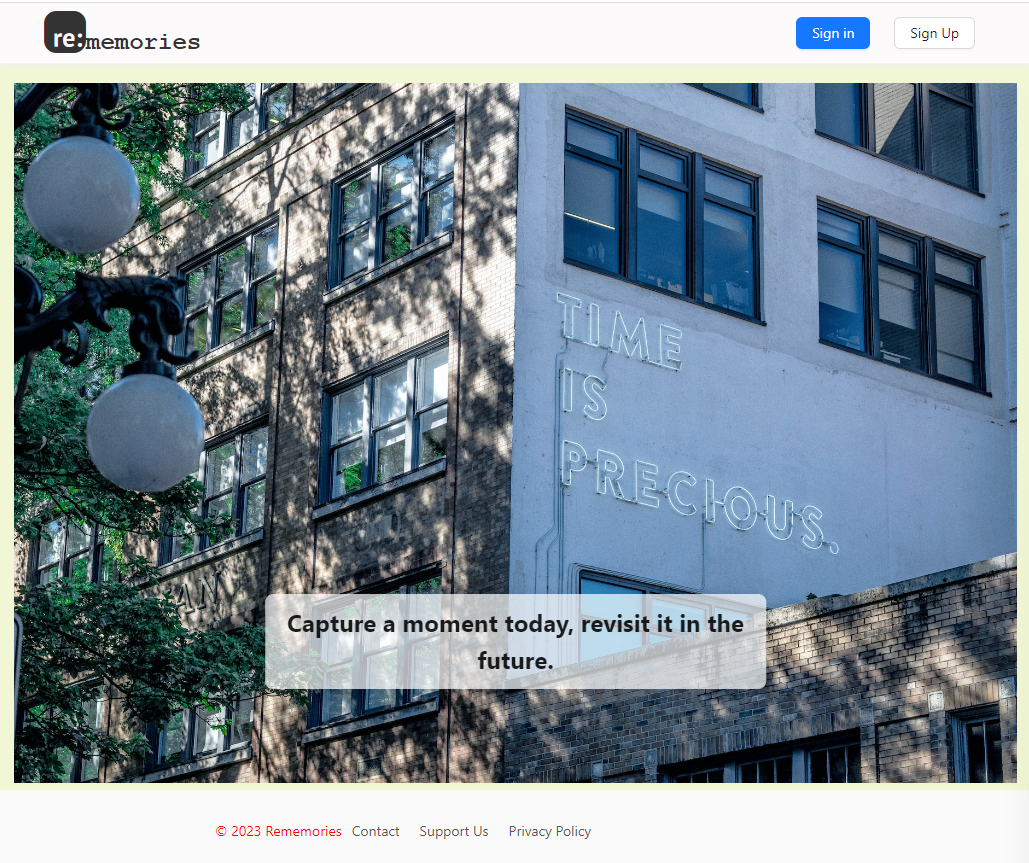 re:memories
Sign in
Sign Up
TIME
IS
PRECIOUS.
Capture a moment today, revisit it in the
future.
© 2023 Rememories Contact Support Us Privacy Policy